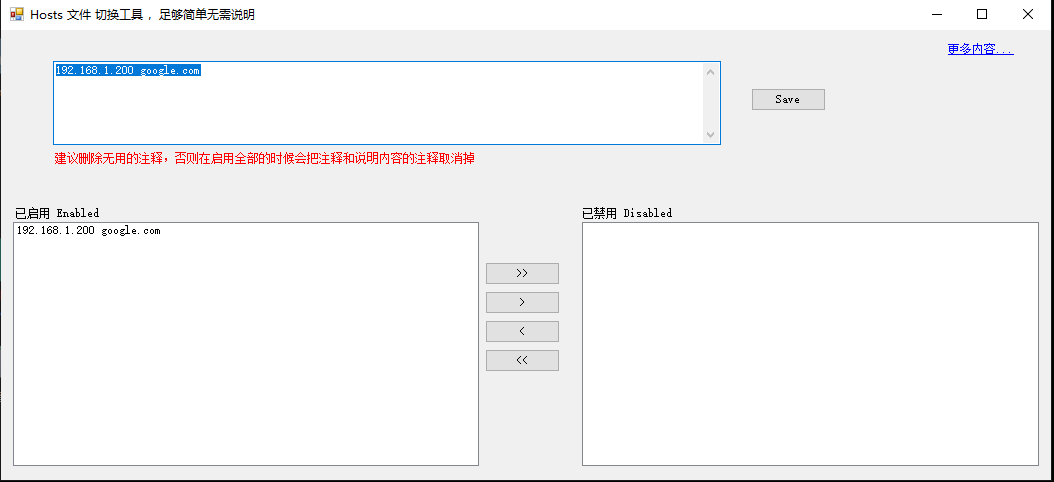 Hosts 文件 切换工具 ，足够简单无需说明
更多内容...
192.168.1.200 google.com
Save
建议删除无用的注释，否则在启用全部的时候会把注释和说明内容的注释取消掉
已启用 Enabled
已禁用 Disabled
192.168.1.200 google.com
>>
>
<
<<